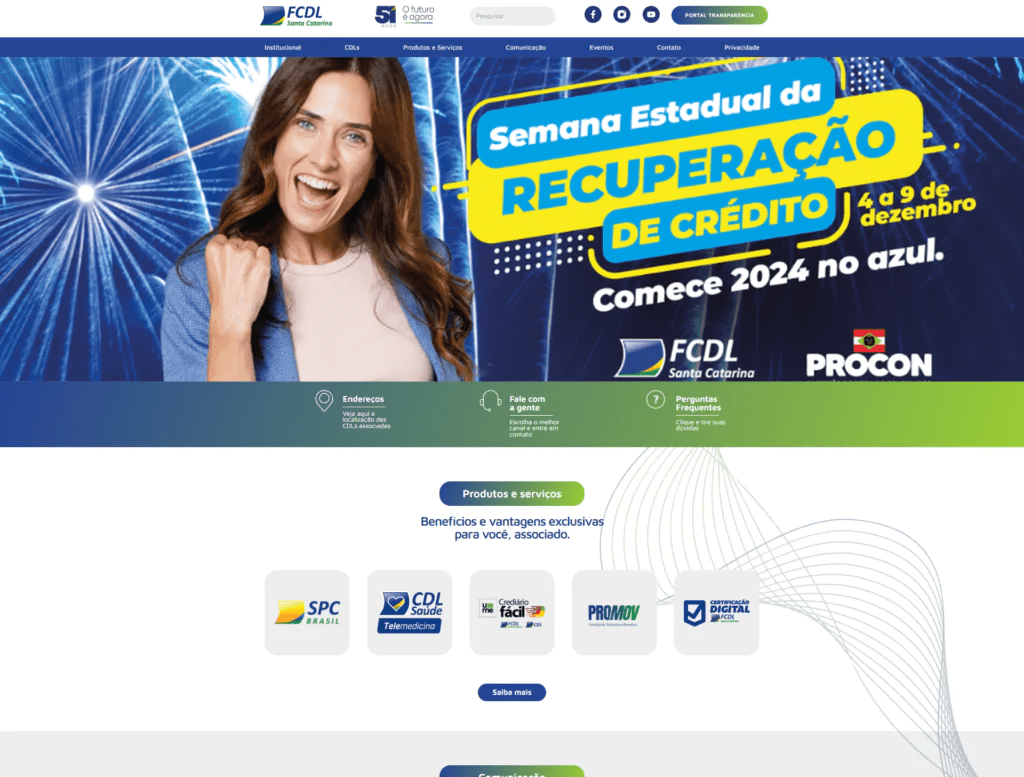 FCDL
Santa Catarina
51
anos
O futuro
é agora
Pesquisar
PORTAL TRANSPARÊNCIA
Institucional
CDLs
Produtos e Serviços
Comunicação
Eventos
Contato
Privacidade
Semana Estadual da
RECUPERAÇÃO
DE CRÉDITO
4 a 9 de
dezembro
Comece 2024 no azul.
FCDL
Santa Catarina
PROCON
Endereços
Veja aqui a
localização das
CDLs associadas
Fale com
a gente
Escolha o melhor
canal e entre em
contato
Perguntas
Frequentes
Clique e tire suas
dúvidas
Produtos e serviços
Benefícios e vantagens exclusivas
para você, associado.
SPC
BRASIL
CDL
Saúde
Telemedicina
ume
Crediário
fácil
FCDL
CDL
PROMOV
CERTIFICAÇÃO
DIGITAL
FCDL
Saiba mais
Comunicação